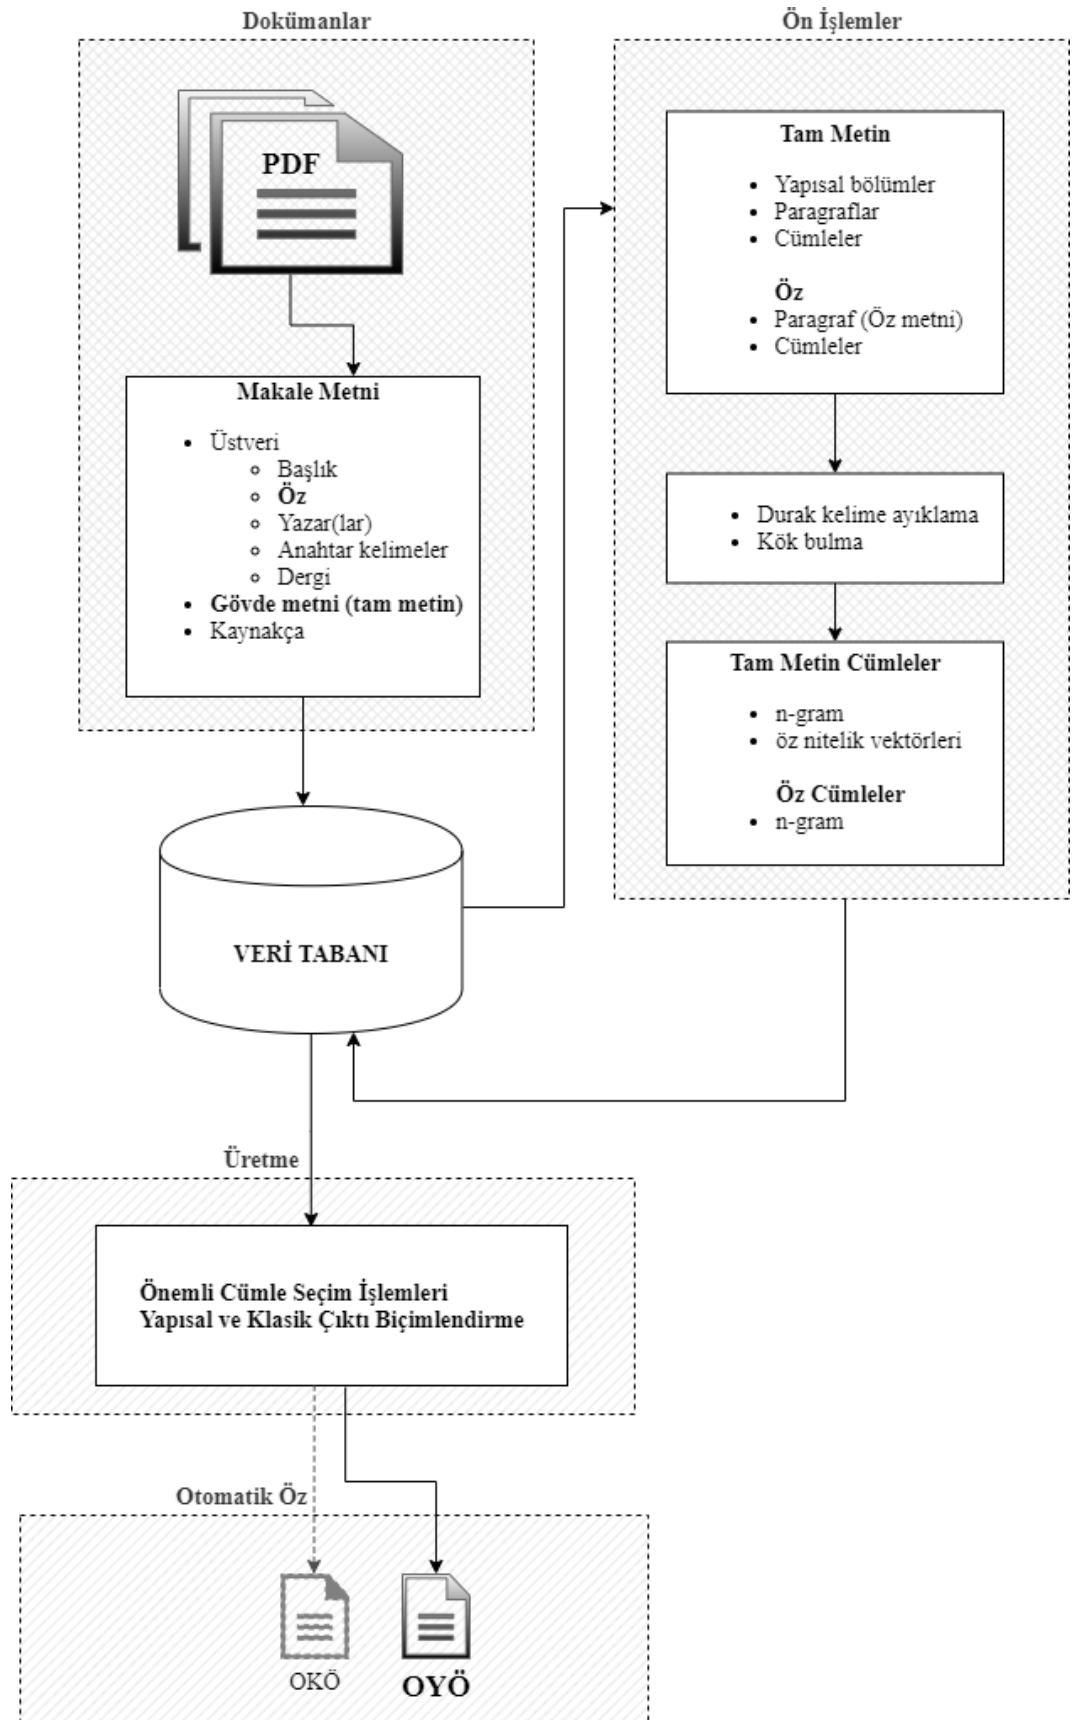 Dokümanlar
PDF
Makale Metni
• Üstveri
○ Başlık
○ Öz
○ Yazar(lar)
○ Anahtar kelimeler
○ Dergi
• Gövde metni (tam metin)
• Kaynakça
VERİ TABANI
Ön İşlemler
Tam Metin
• Yapısal bölümler
• Paragraflar
• Cümleler
Öz
• Paragraf (Öz metni)
• Cümleler
• Durak kelime ayıklama
• Kök bulma
Tam Metin Cümleler
• n-gram
• öz nitelik vektörleri
Öz Cümleler
• n-gram
Üretme
Önemli Cümle Seçim İşlemleri
Yapısal ve Klasik Çıktı Biçimlendirme
Otomatik Öz
OKÖ
OYÖ